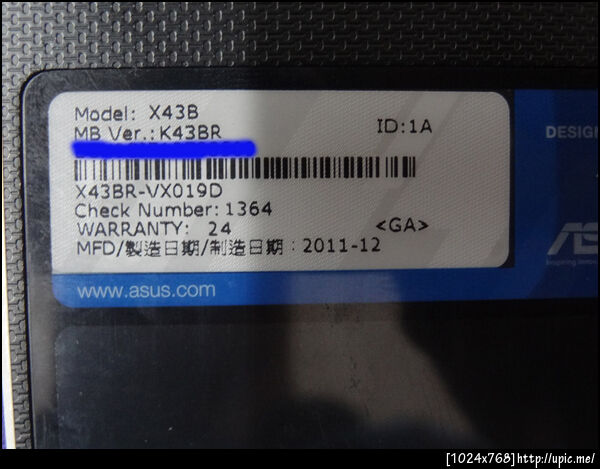 Model: X43B
MB Ver.: K43BR
ID:1A
X43BR-VX019D
Check Number: 1364
WARRANTY: 24
<GA>
MFD/製造日期/制造日期：2011-12
www.asus.com
DESIGN
[1024x768]http://upic.me/